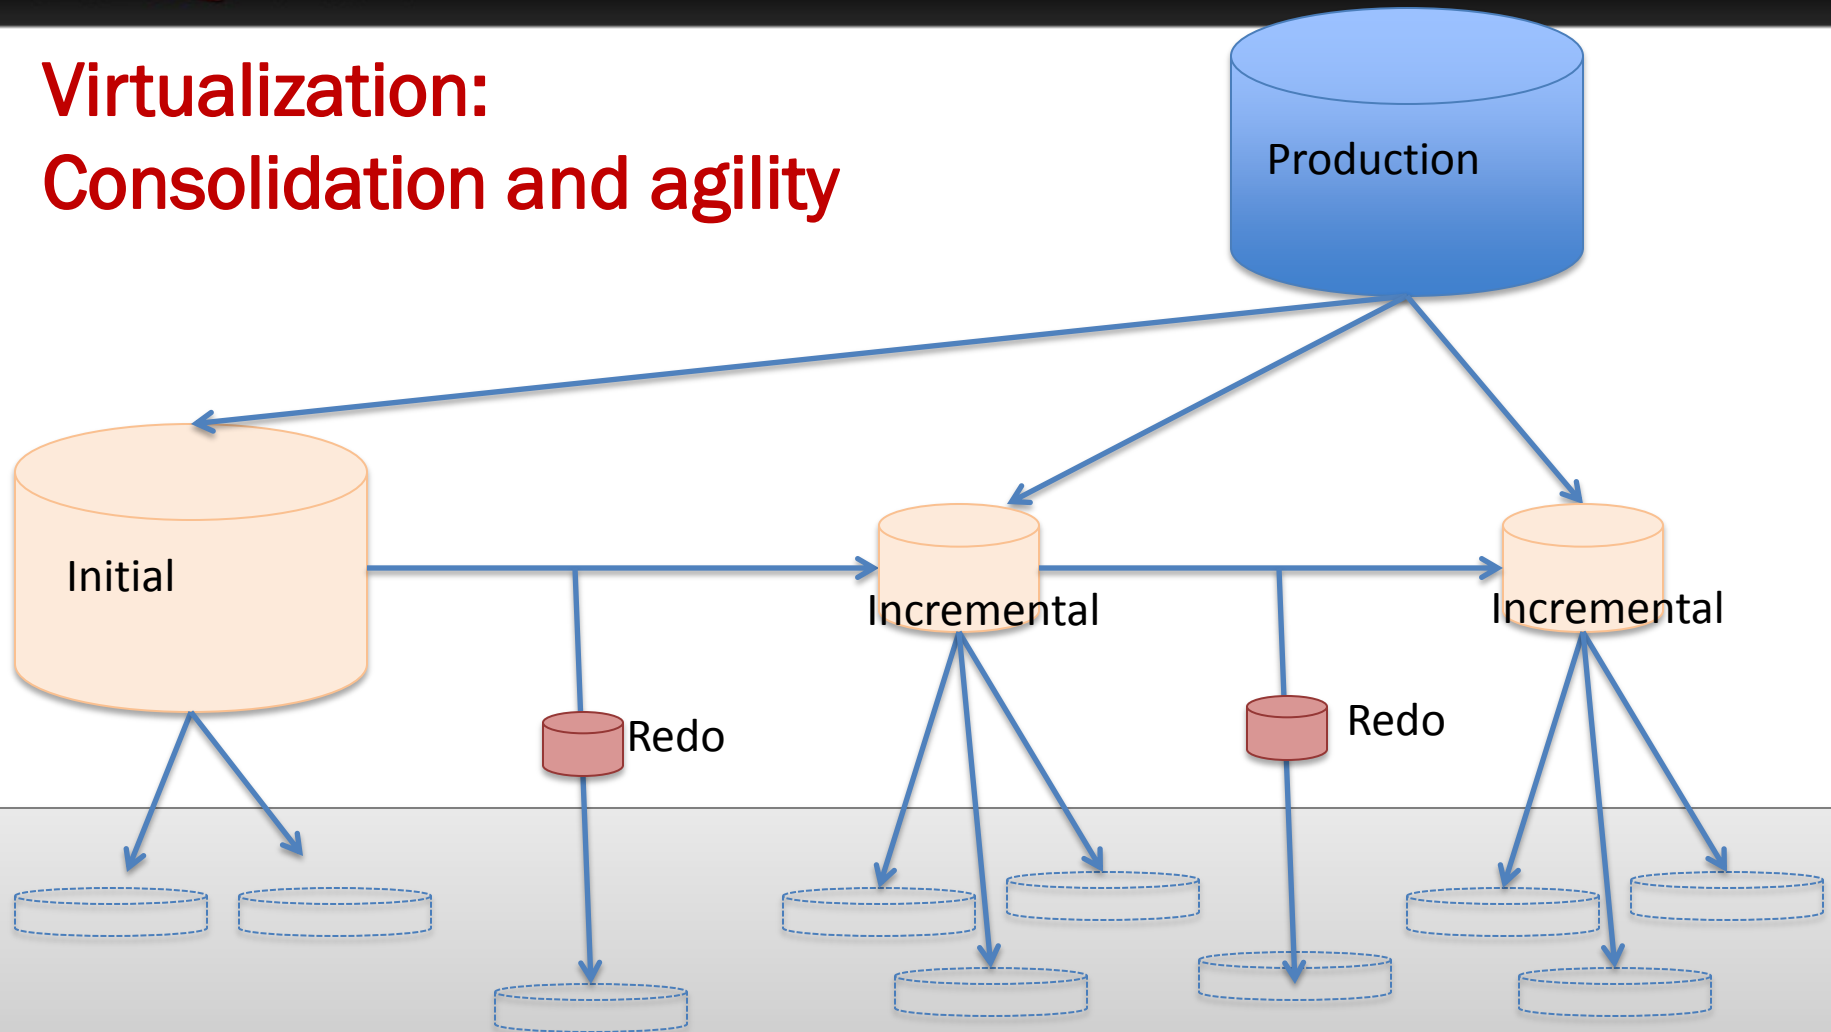 Virtualization:
Consolidation and agility
Production
Initial
Incremental
Incremental
Redo
Redo